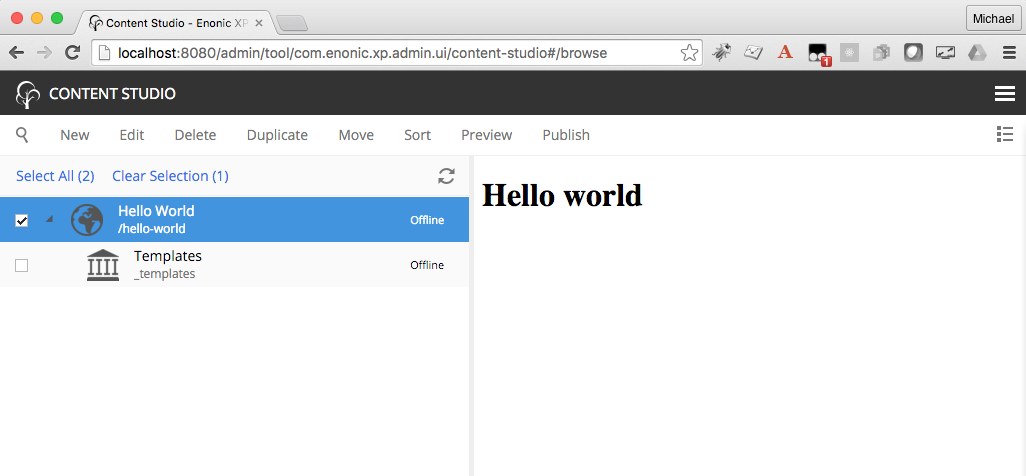 Content Studio - Enonic XP
Michael
localhost:8080/admin/tool/com.enonic.xp.admin.ui/content-studio#/browse
A
1
CONTENT STUDIO
New Edit Delete Duplicate Move Sort Preview Publish
Select All (2) Clear Selection (1)
Hello World
/hello-world
Offline
Templates
_templates
Offline
Hello world